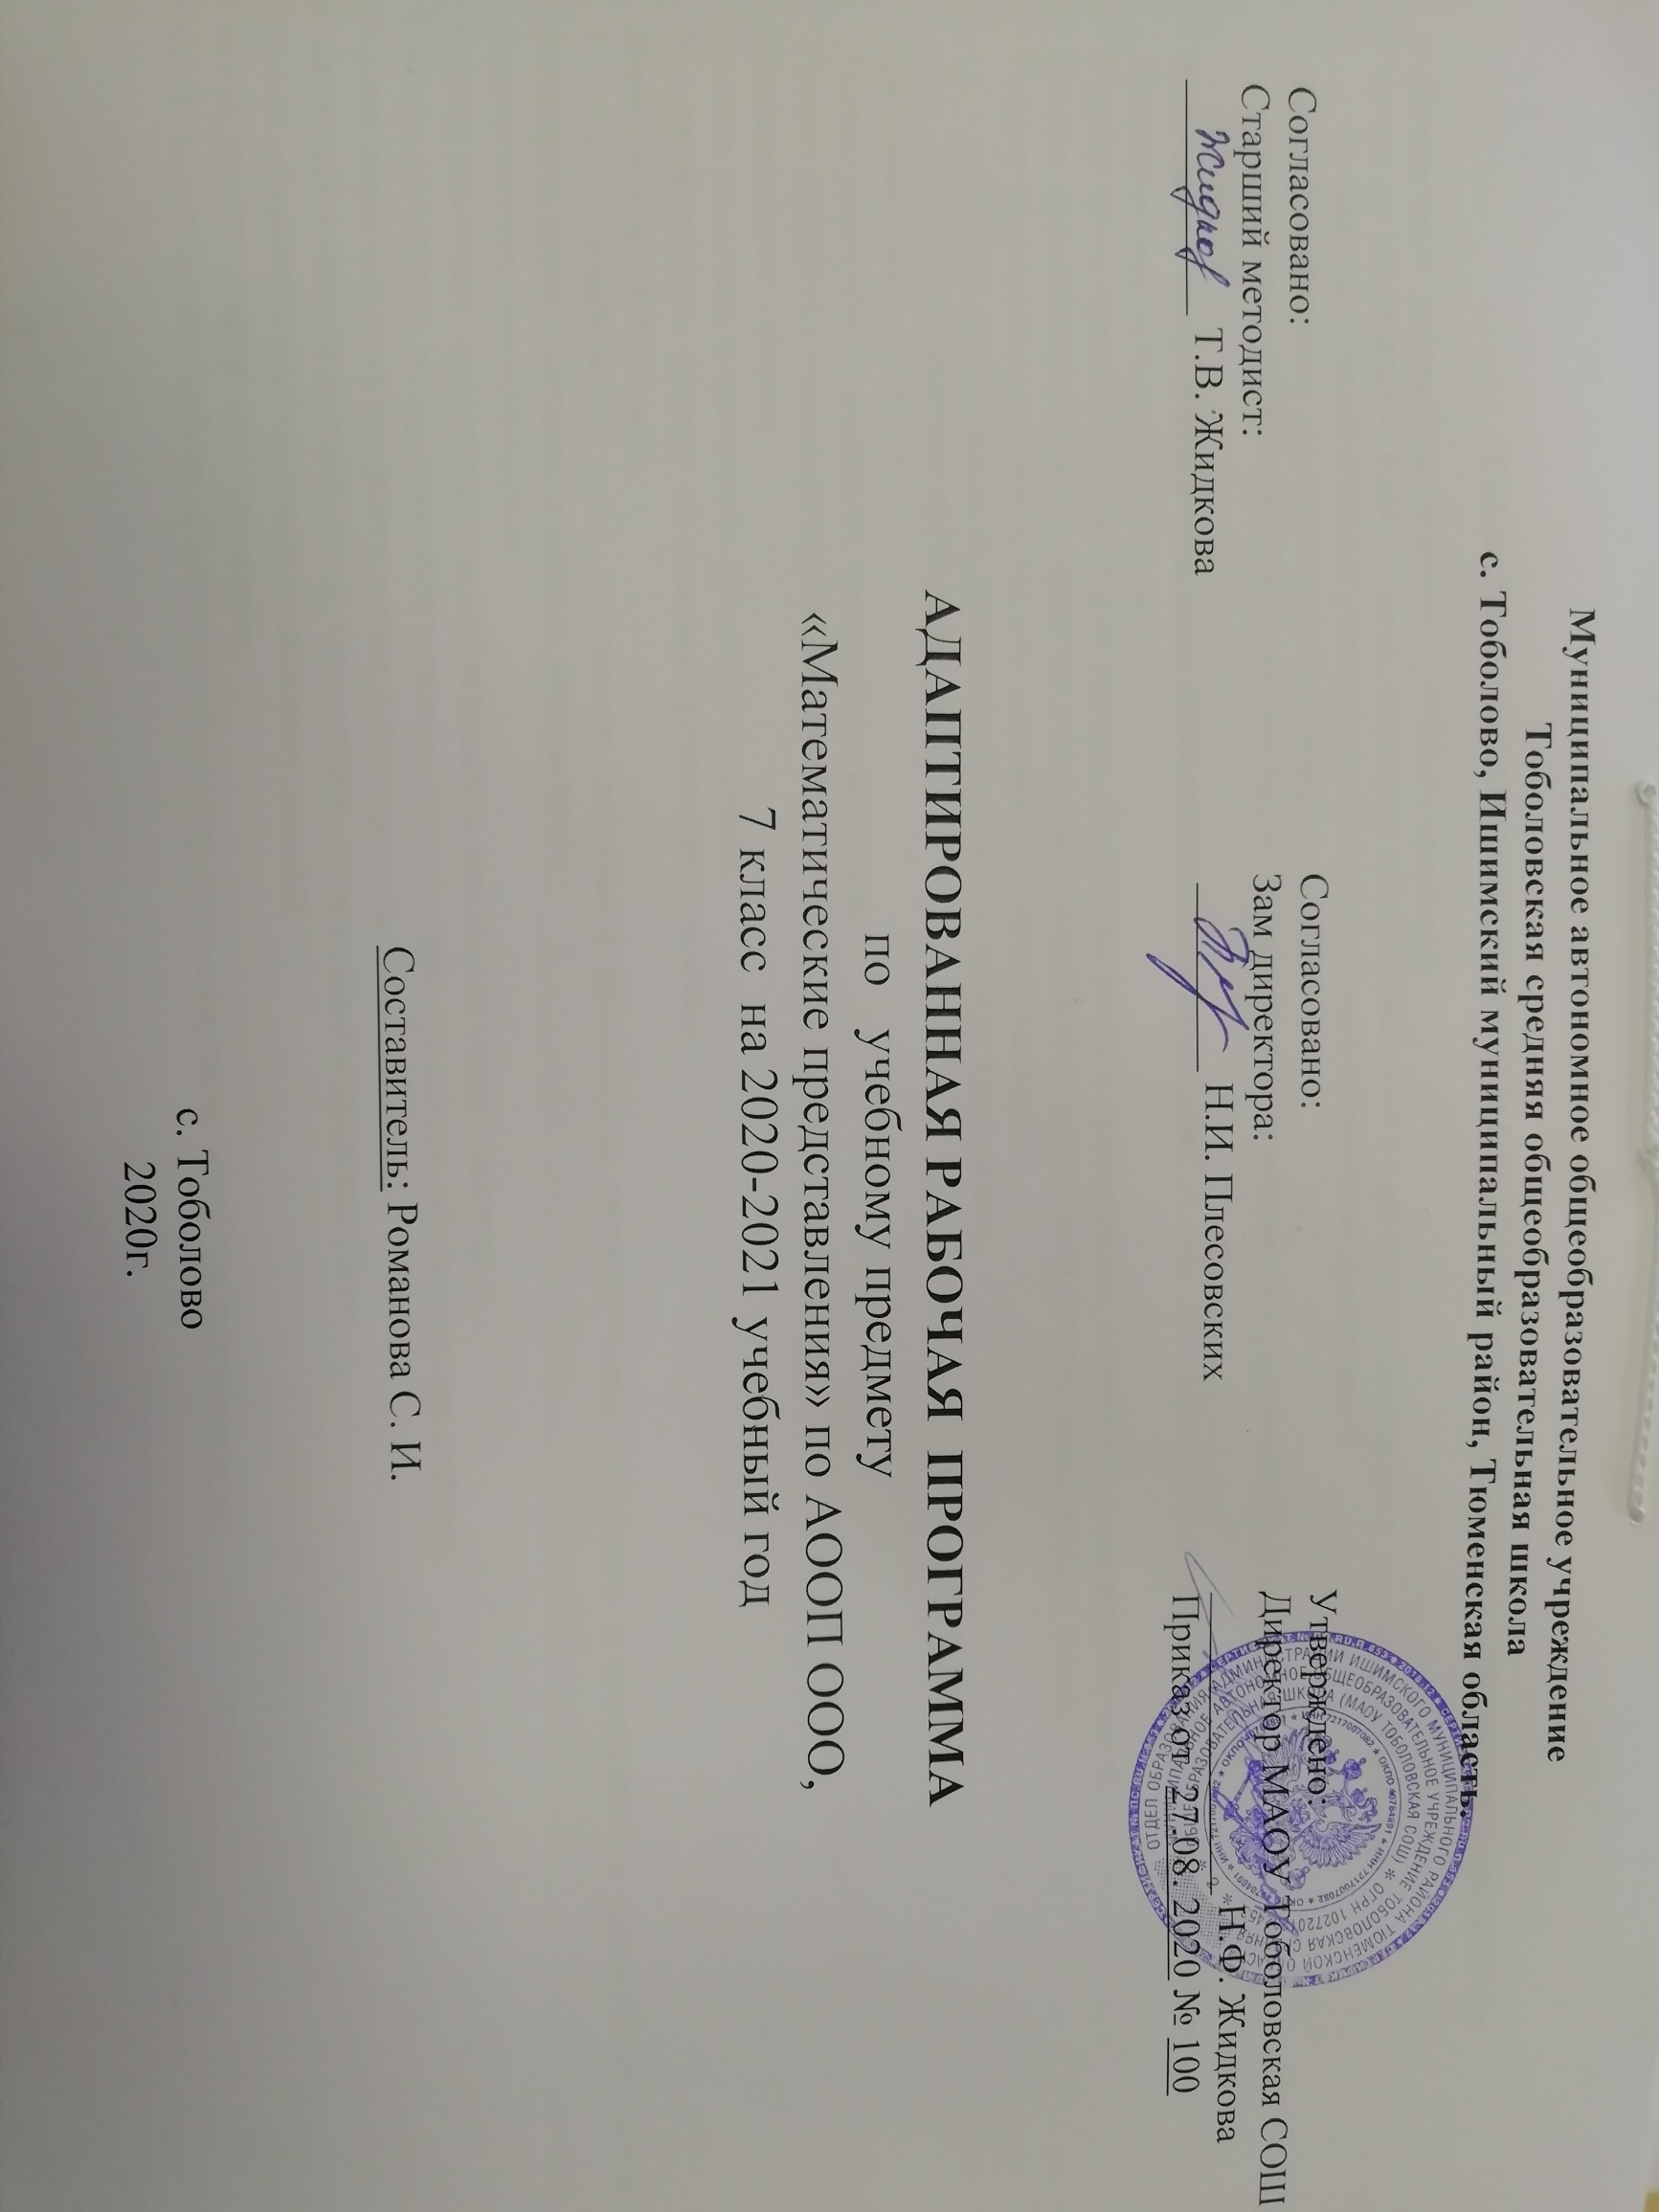 Муниципальное автономное общеобразовательное учреждение
Тоболовская средняя общеобразовательная школа
с. Тоболово, Ишимский муниципальный район, Тюменская область.
Согласовано:
Старший методист:
Жидков Т.В. Жидкова
Согласовано:
Зам директора:
Н.И. Плесовских
Утверждено:
Директор МАОУ Тоболовская СОШ
Н.Ф. Жидкова
Приказ от 27.08. 2020 № 100
АДАПТИРОВАННАЯ РАБОЧАЯ ПРОГРАММА
по учебному предмету
«Математические представления» по АООП ООО,
7 класс на 2020-2021 учебный год
Составитель: Романова С. И.
с. Тоболово
2020г.